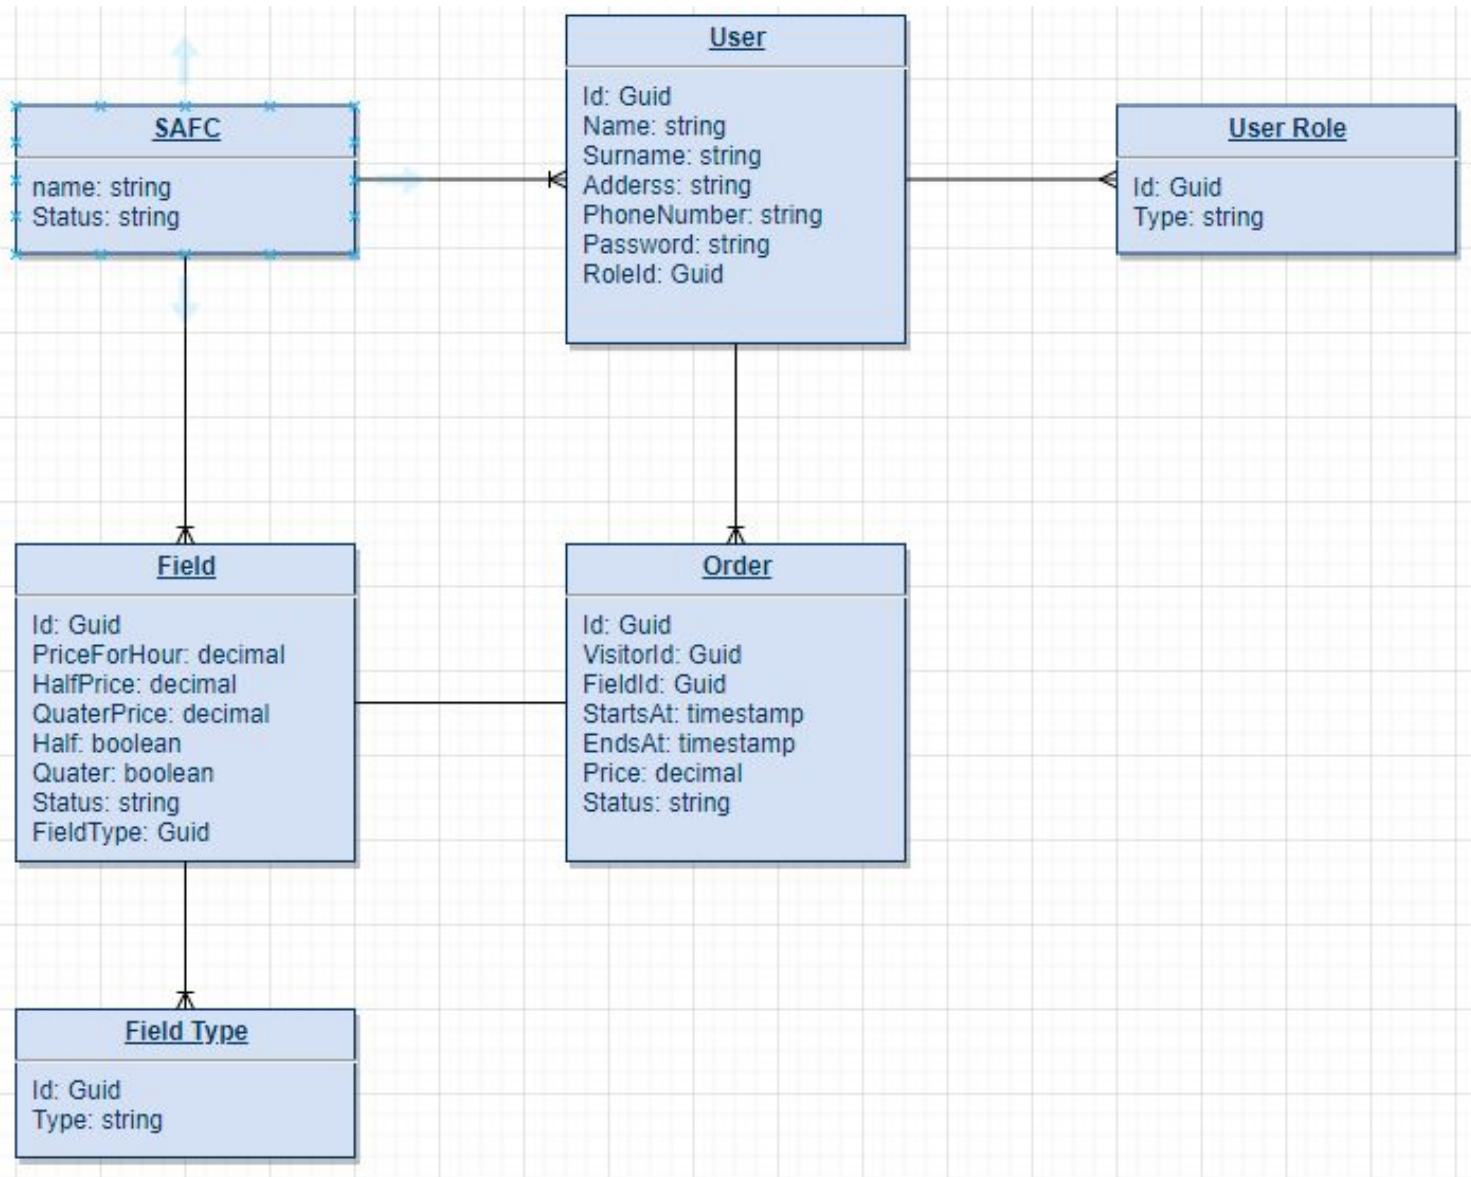 SAFC
name: string
Status: string
User
Id: Guid
Name: string
Surname: string
Adderss: string
PhoneNumber: string
Password: string
RoleId: Guid
User Role
Id: Guid
Type: string
Field
Id: Guid
PriceForHour: decimal
HalfPrice: decimal
QuaterPrice: decimal
Half: boolean
Quater: boolean
Status: string
FieldType: Guid
Order
Id: Guid
VisitorId: Guid
FieldId: Guid
StartsAt: timestamp
EndsAt: timestamp
Price: decimal
Status: string
Field Type
Id: Guid
Type: string